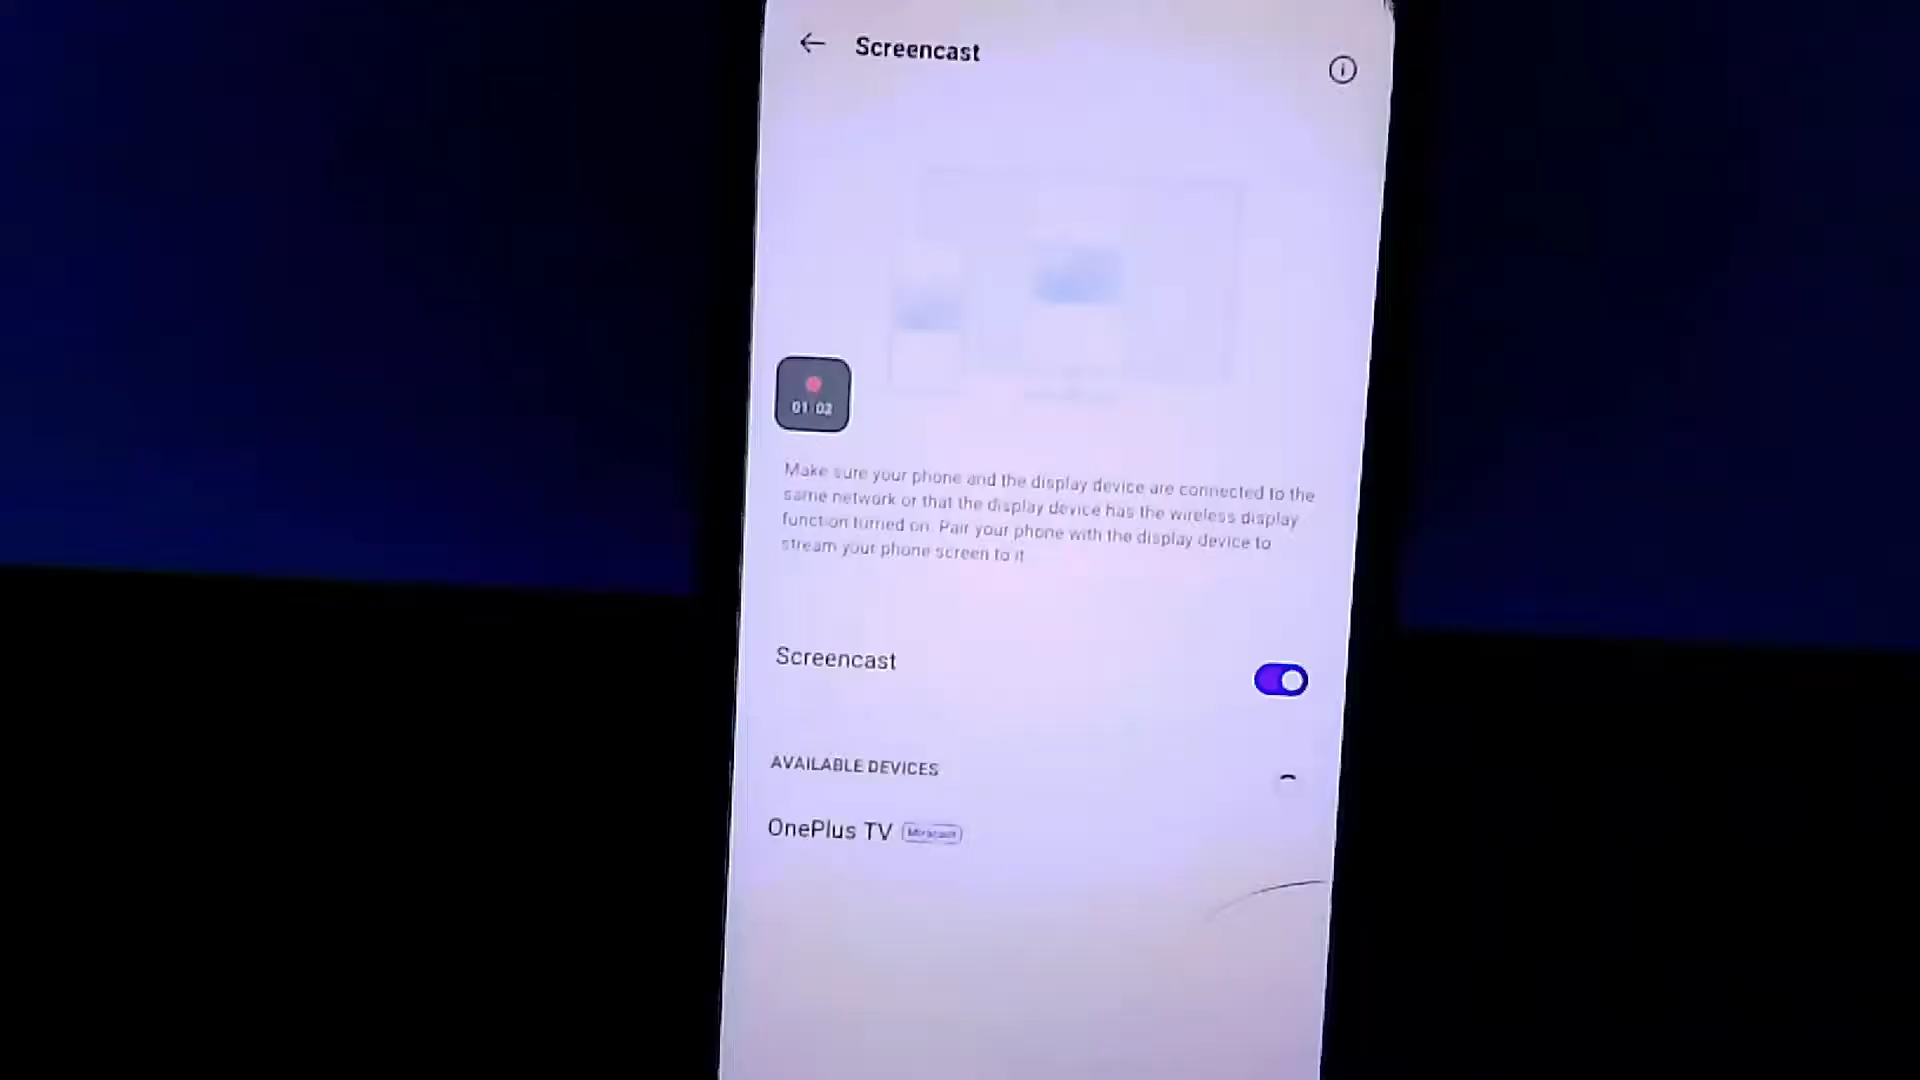 Screencast
01 02
Make sure your phone and the display device are connected to the
same network or that the display device has the wireless display
function turned on. Pair your phone with the display device to
stream your phone screen to it
Screencast
AVAILABLE DEVICES
OnePlus TV Miracast